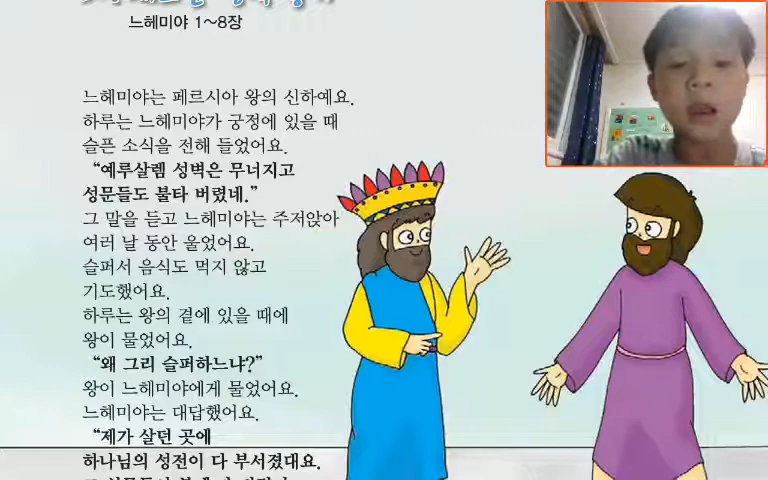 느헤미야 1~8장
느헤미야는 페르시아 왕의 신하예요.
하루는 느헤미야가 궁정에 있을 때
슬픈 소식을 전해 들었어요.
“예루살렘 성벽은 무너지고
성문들도 불타 버렸네.”
그 말을 듣고 느헤미야는 주저앉아
여러 날 동안 울었어요.
슬퍼서 음식도 먹지 않고
기도했어요.
하루는 왕의 곁에 있을 때에
왕이 물었어요.
“왜 그리 슬퍼하느냐?”
왕이 느헤미야에게 물었어요.
느헤미야는 대답했어요.
“제가 살던 곳에
하나님의 성전이 다 부서졌대요.